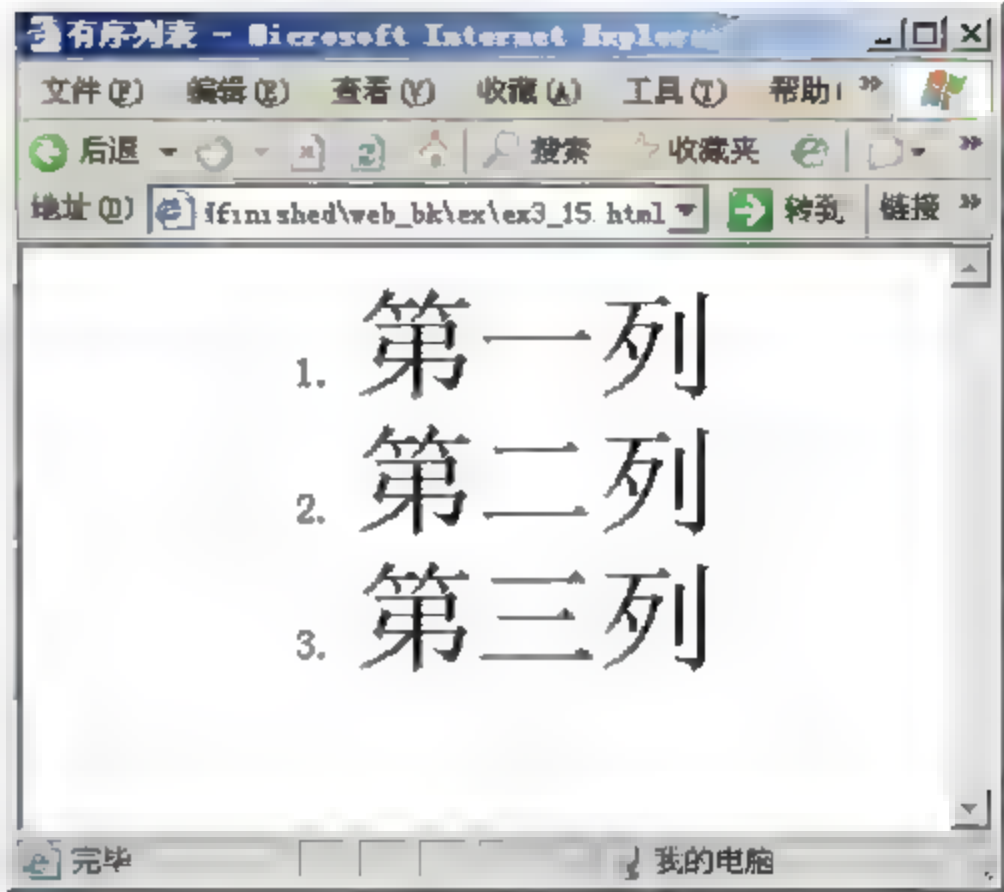 有序列表 - Microsoft Internet Explorer
文件(F) 编辑(E) 查看(V) 收藏(A) 工具(T) 帮助(
后退 搜索 收藏夹
地址(D) finished\web_bk\ex\ex3_15.html 转到 链接
1. 第一列
2. 第二列
3. 第三列
完毕 我的电脑